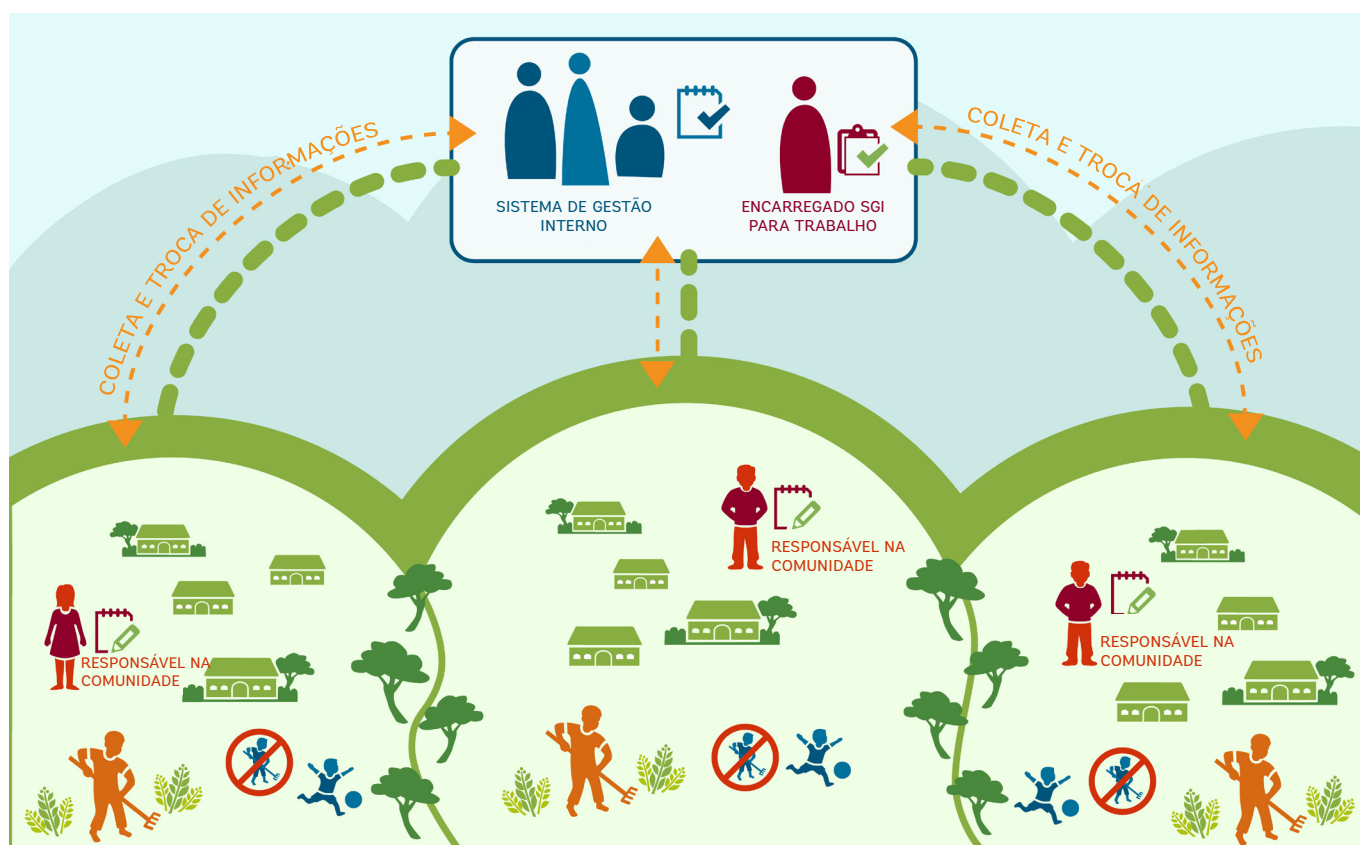 COLETA E TROCA DE INFORMAÇÕES
SISTEMA DE GESTÃO
INTERNO
ENCARREGADO SGI
PARA TRABALHO
COLETA E TROCA DE INFORMAÇÕES
RESPONSÁVEL NA
COMUNIDADE
RESPONSÁVEL NA
COMUNIDADE
RESPONSÁVEL NA
COMUNIDADE